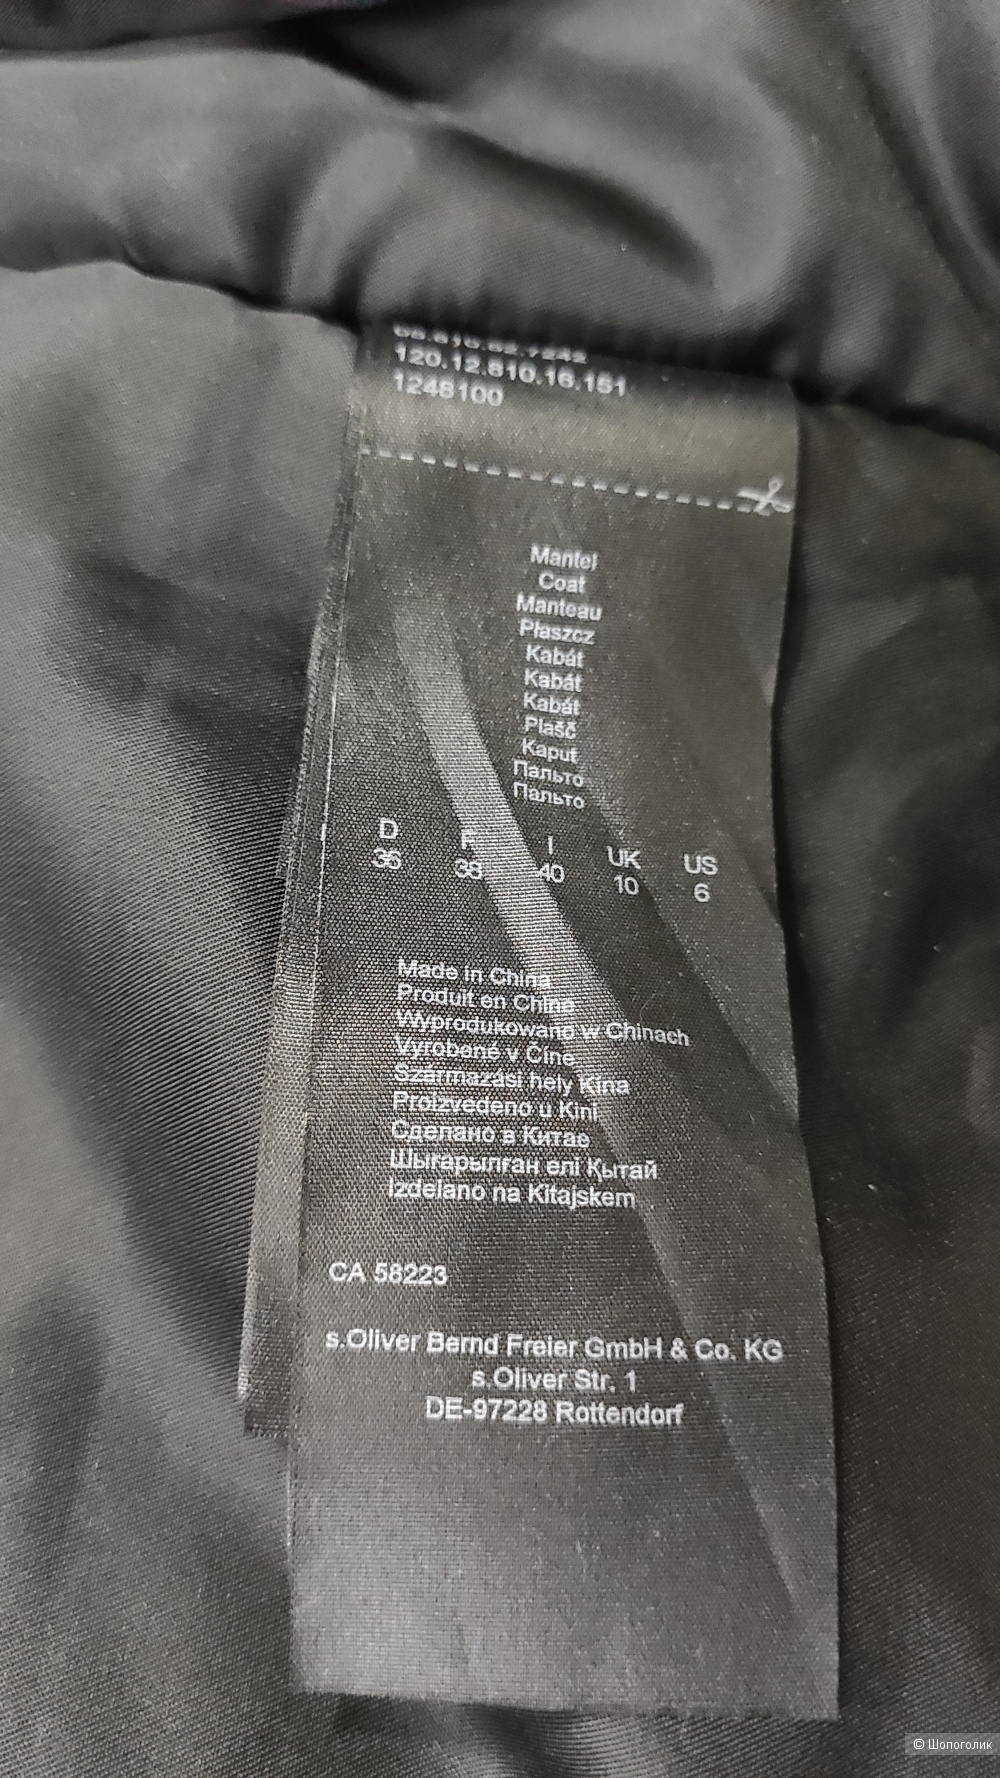 120.12.810.16.151
1248100
Mantel
Coat
Manteau
Płaszcz
Kabát
Kabát
Kabát
Plašč
Kaput
Пальто
Пальто
D F I UK US
36 38 40 10 6
Made in China
Produit en Chine
Wyprodukowano w Chinach
Vyrobené v Číne
Származási hely Kína
Proizvedeno u Kini
Сделано в Китае
Шығарылған елі Қытай
Izdelano na Kitajskem
CA 58223
s.Oliver Bernd Freier GmbH & Co. KG
s.Oliver Str. 1
DE-97228 Rottendorf
© Шопоголик